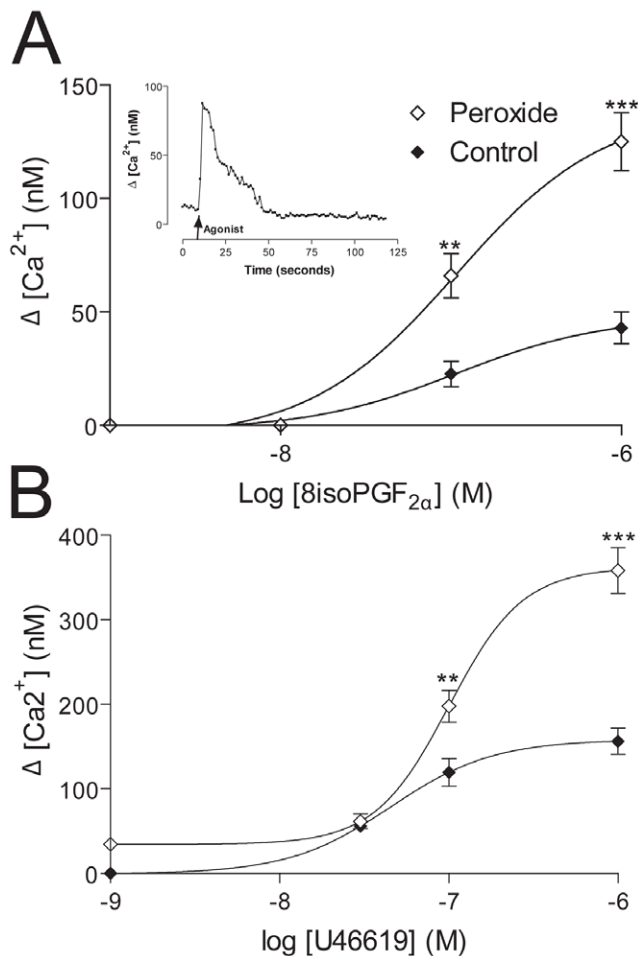 A
150
100
50
0
Δ [Ca2+] (nM)
100
50
0
Δ [Ca2+] (nM)
Agonist
0 25 50 75 100 125
Time (seconds)
Peroxide
Control
**
***
-8 -6
Log [8isoPGF2α] (M)
B
400
300
200
100
0
Δ [Ca2+] (nM)
**
***
-9 -8 -7 -6
log [U46619] (M)